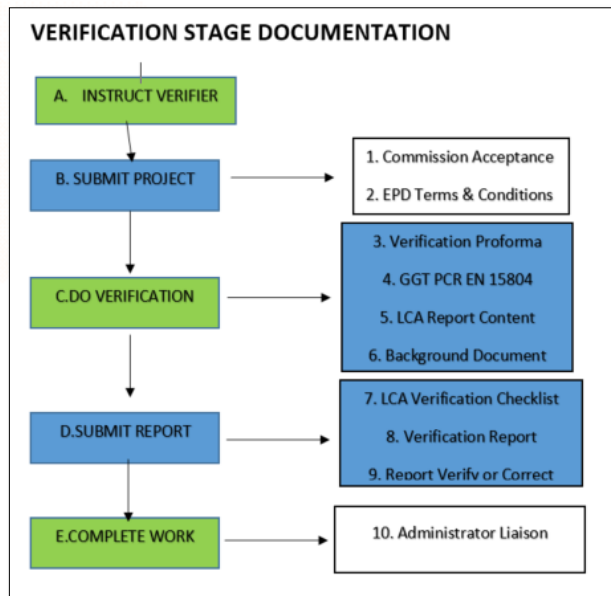 VERIFICATION STAGE DOCUMENTATION
A. INSTRUCT VERIFIER
B. SUBMIT PROJECT
1. Commission Acceptance
2. EPD Terms & Conditions
C.DO VERIFICATION
3. Verification Proforma
4. GGT PCR EN 15804
5. LCA Report Content
6. Background Document
D.SUBMIT REPORT
7. LCA Verification Checklist
8. Verification Report
9. Report Verify or Correct
E.COMPLETE WORK
10. Administrator Liaison